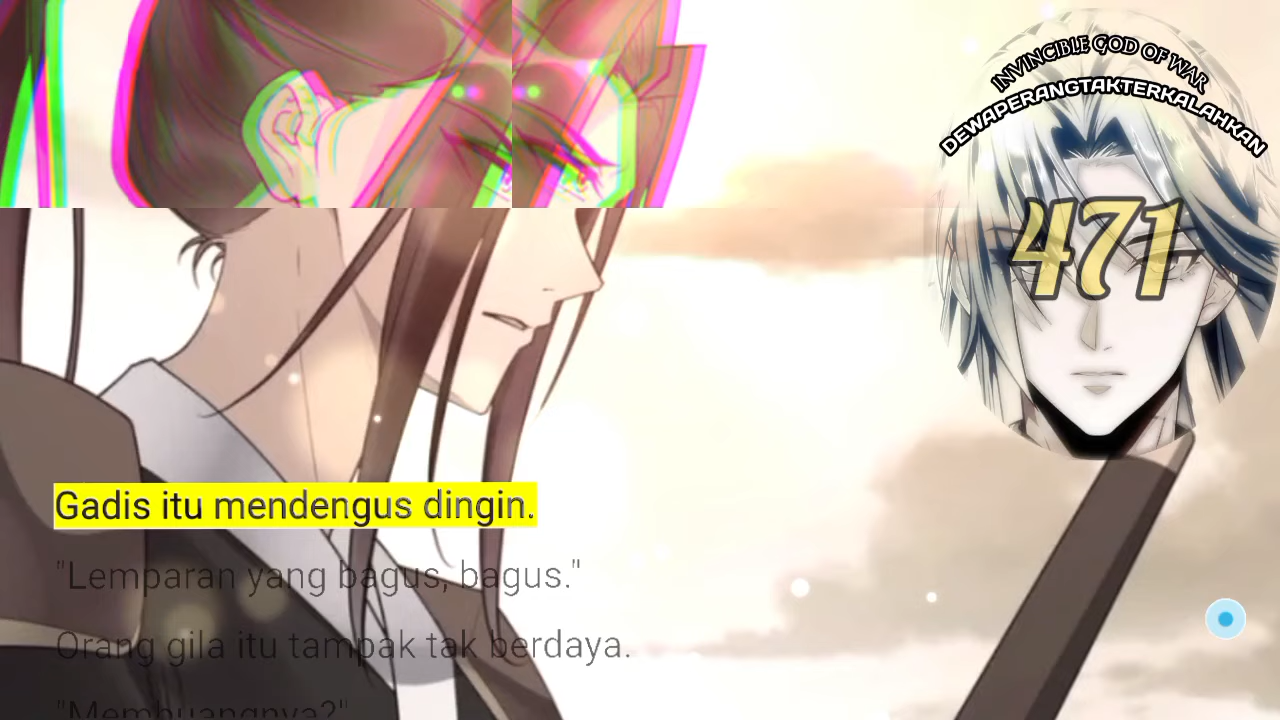 INVINCIBLE GOD OF WAR
DEWAPERANGTAKTERKALAHKAN
471
Gadis itu mendengus dingin.
"Lemparan yang bagus, bagus."
Orang gila itu tampak tak berdaya.
"Membuangnya?"